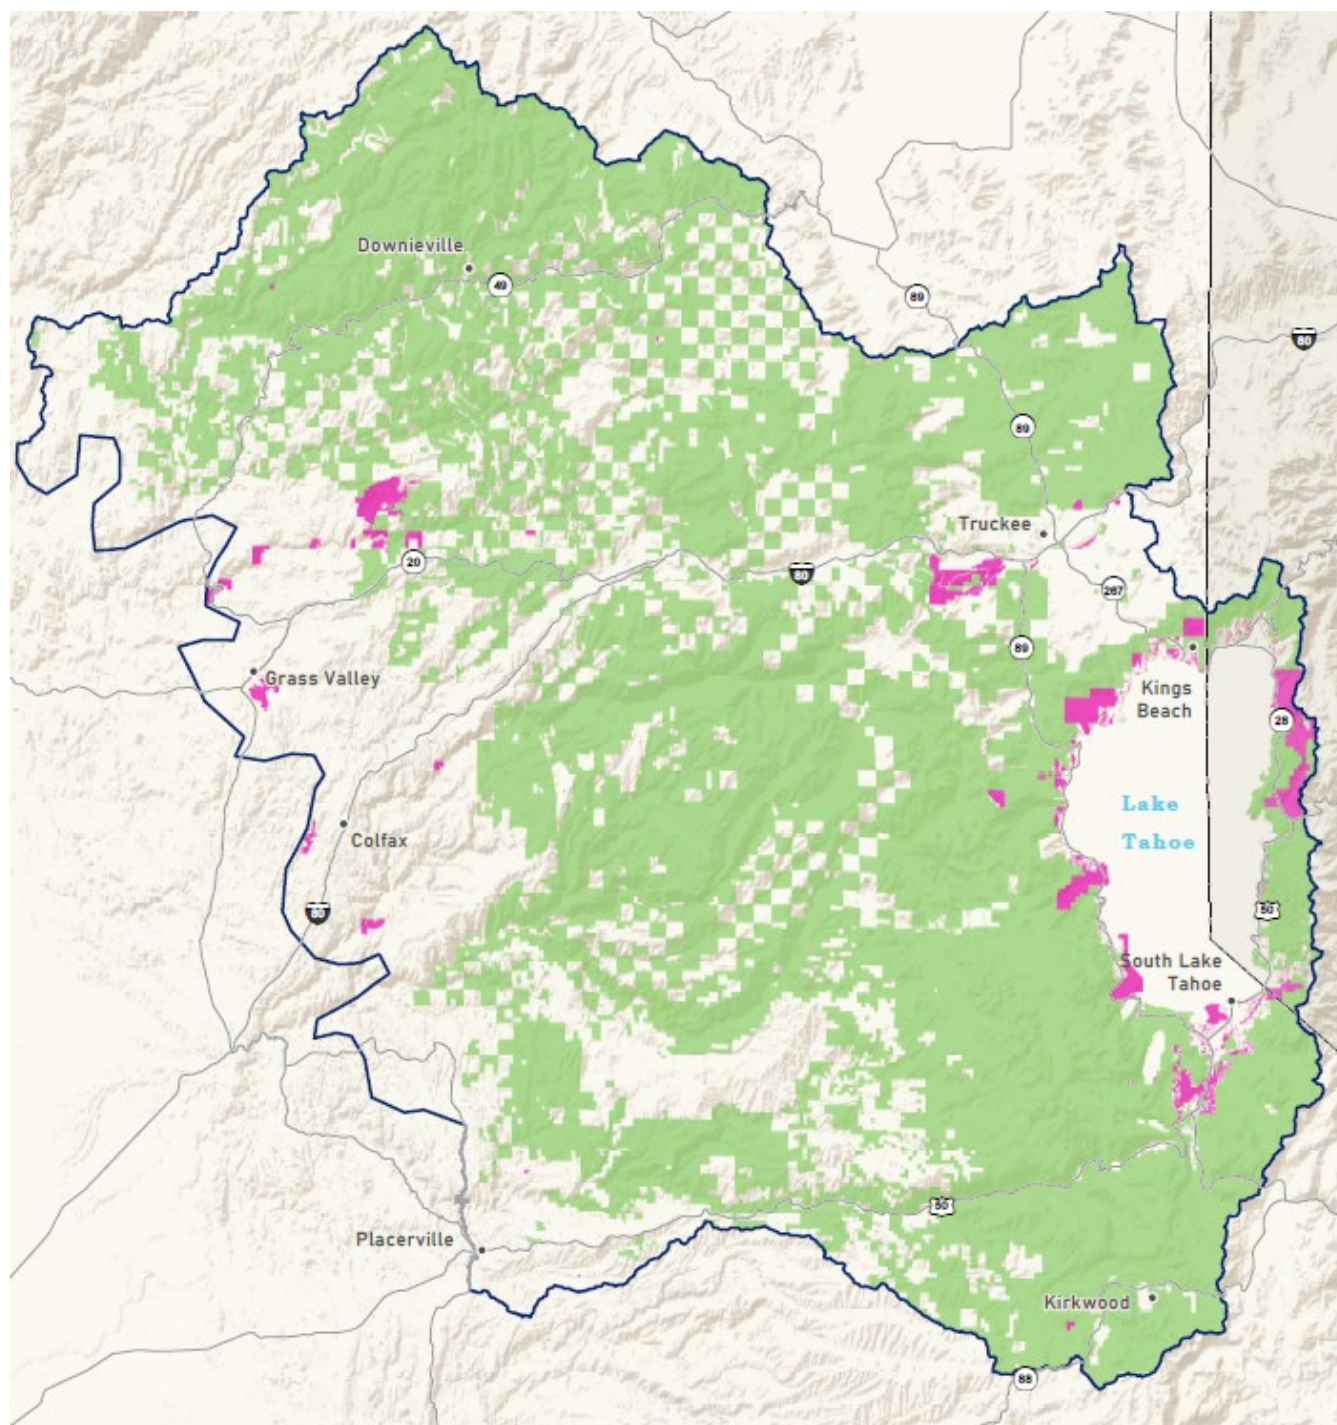 Downieville
49
89
80
89
Truckee
20
80
267
89
Grass Valley
Kings
Beach
28
Lake
Tahoe
Colfax
80
50
South Lake
Tahoe
50
Placerville
Kirkwood
88